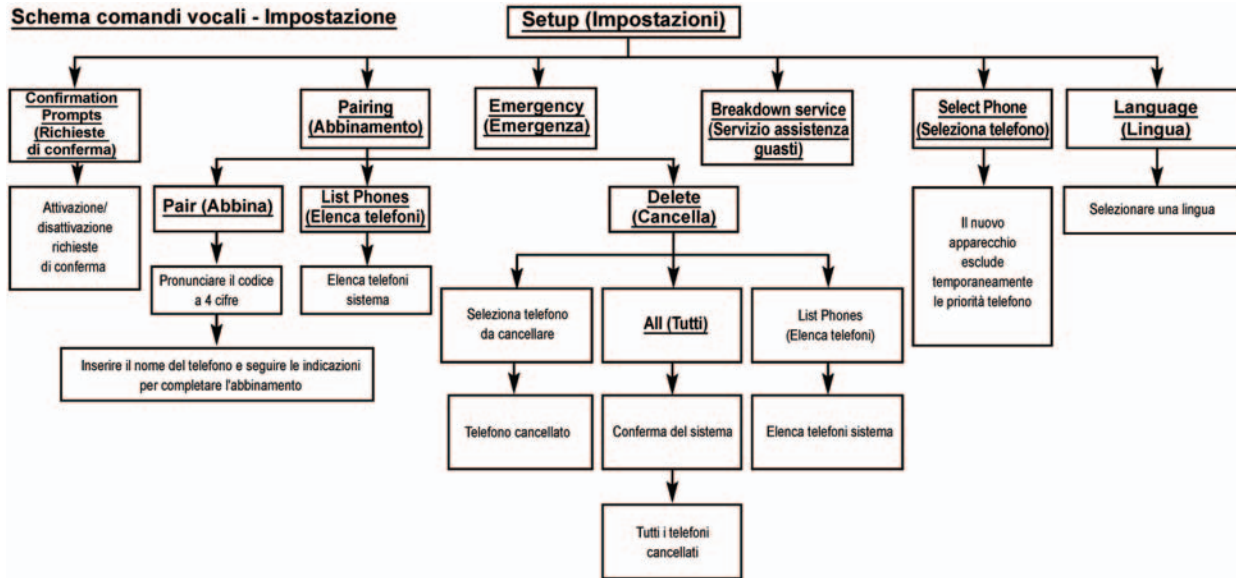 Schema comandi vocali - Impostazione
Setup (Impostazioni)
Confirmation
Prompts
(Richieste
di conferma)
Pairing
(Abbinamento)
Emergency
(Emergenza)
Breakdown service
(Servizio assistenza
guasti)
Select Phone
(Seleziona telefono)
Language
(Lingua)
Attivazione/
disattivazione
richieste
di conferma
Pair (Abbina)
List Phones
(Elenca telefoni)
Delete
(Cancella)
Il nuovo
apparecchio
esclude
temporaneamente
le priorità telefono
Selezionare una lingua
Pronunciare il codice
a 4 cifre
Elenca telefoni
sistema
Seleziona telefono
da cancellare
All (Tutti)
List Phones
(Elenca telefoni)
Inserire il nome del telefono e seguire le indicazioni
per completare l'abbinamento
Telefono cancellato
Conferma del sistema
Elenca telefoni sistema
Tutti i telefoni
cancellati